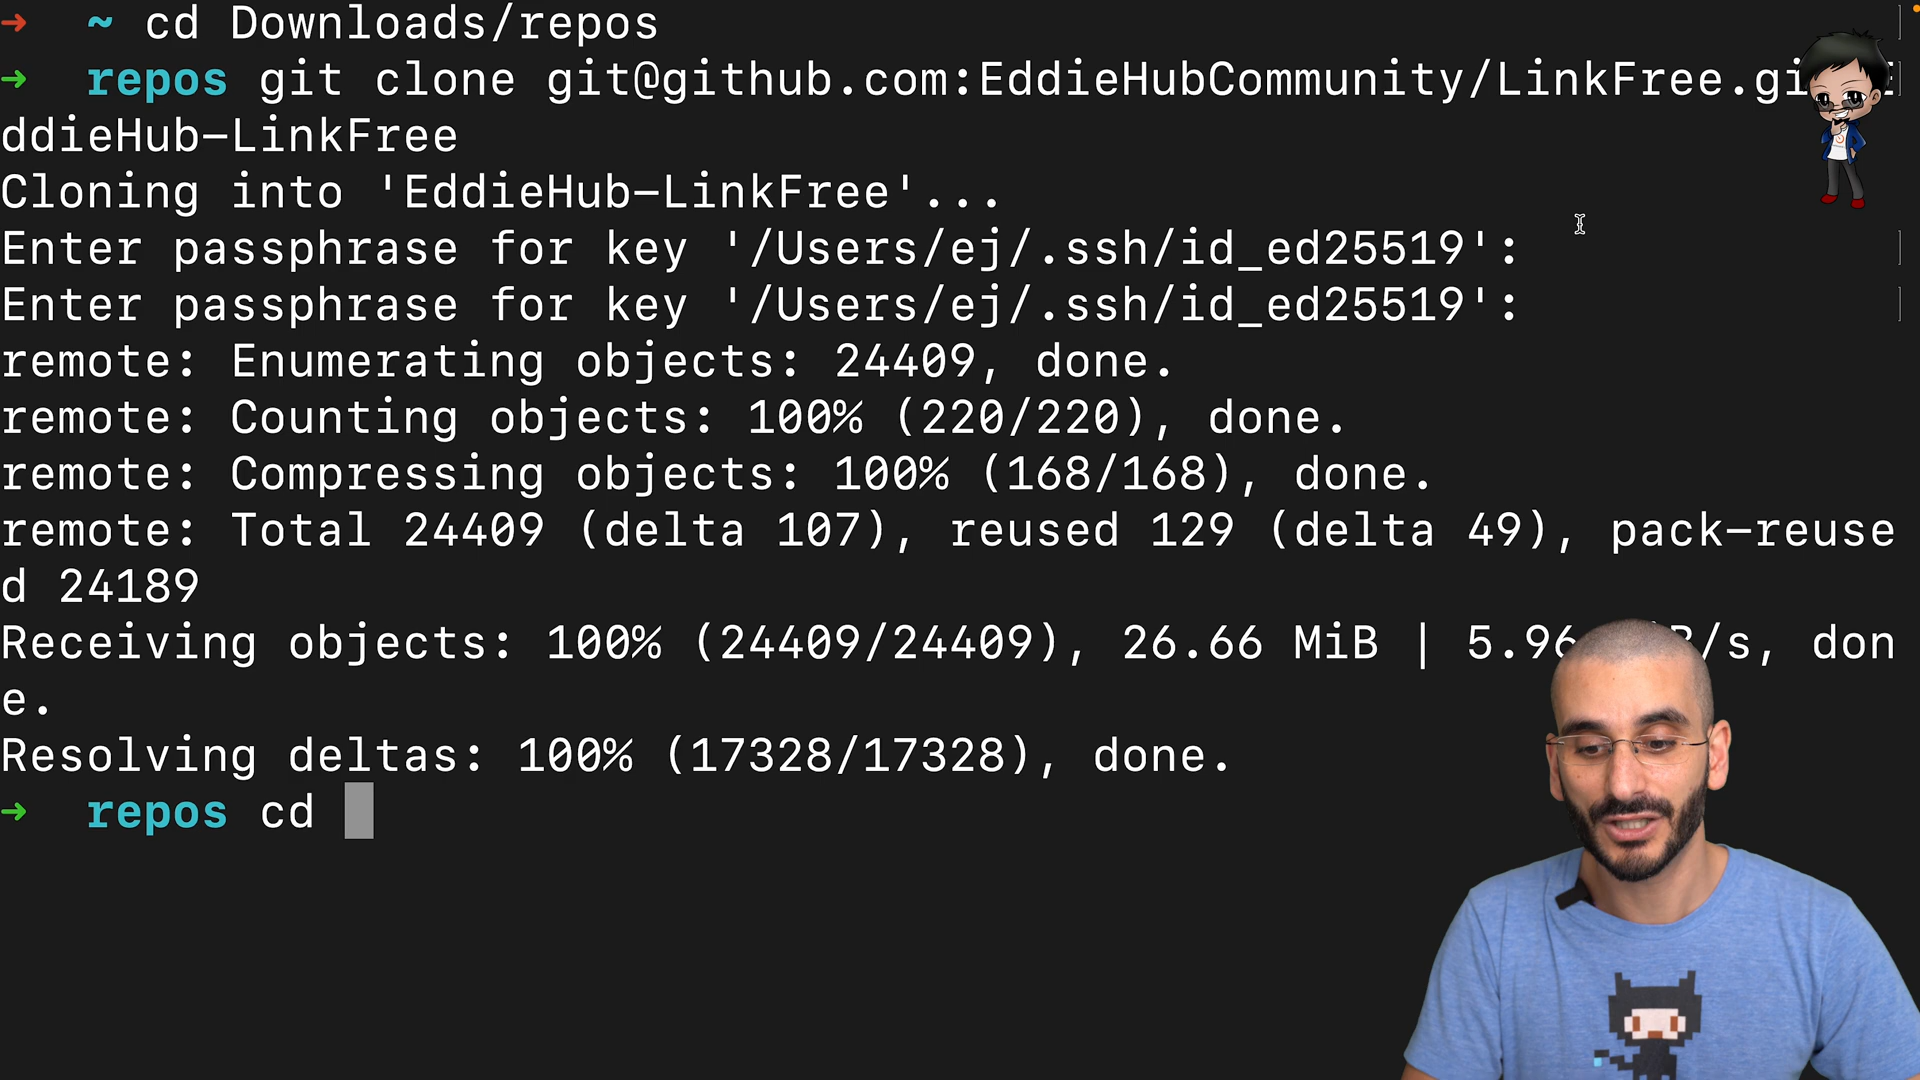 → ~ cd Downloads/repos
→ repos git clone git@github.com:EddieHubCommunity/LinkFree.gi
ddieHub-LinkFree
Cloning into 'EddieHub-LinkFree'...
Enter passphrase for key '/Users/ej/.ssh/id_ed25519':
Enter passphrase for key '/Users/ej/.ssh/id_ed25519':
remote: Enumerating objects: 24409, done.
remote: Counting objects: 100% (220/220), done.
remote: Compressing objects: 100% (168/168), done.
remote: Total 24409 (delta 107), reused 129 (delta 49), pack-reuse
d 24189
Receiving objects: 100% (24409/24409), 26.66 MiB | 5.96 /s, don
e.
Resolving deltas: 100% (17328/17328), done.
→ repos cd